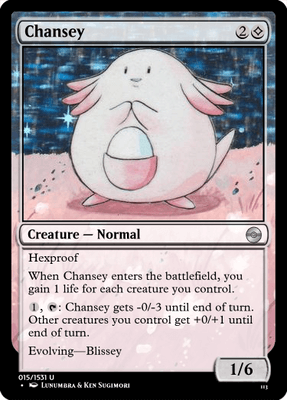 Chansey 2
Creature — Normal
Hexproof
When Chansey enters the battlefield, you
gain 1 life for each creature you control.
1, : Chansey gets -0/-3 until end of turn.
Other creatures you control get +0/+1 until
end of turn.
Evolving—Blissey
1/6
015/1531 U
• Lunumbra & Ken Sugimori